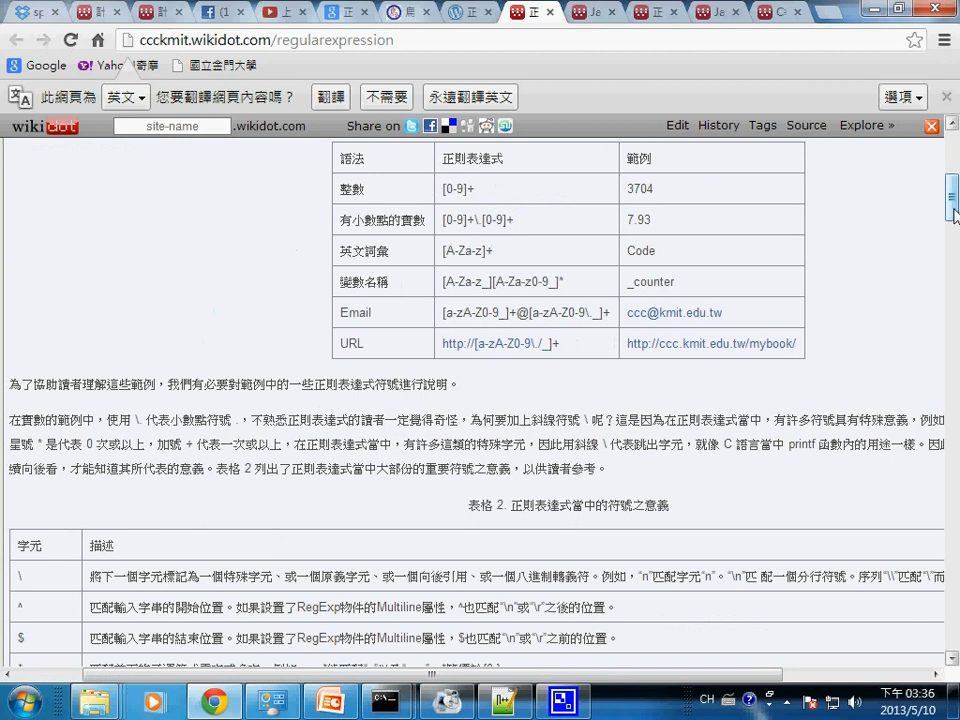 sp
計
計
(1
上
正
鳥
正
正
Ja
正
Ja
C#
ccckmit.wikidot.com/regularexpression
Google
Yahoo!奇摩
國立金門大學
此網頁為 英文 您要翻譯網頁內容嗎？ 翻譯 不需要 永遠翻譯英文 選項
wikidot site-name .wikidot.com Share on Edit History Tags Source Explore »
語法 正則表達式 範例
整數 [0-9]+ 3704
有小數點的實數 [0-9]+\.[0-9]+ 7.93
英文詞彙 [A-Za-z]+ Code
變數名稱 [A-Za-z_][A-Za-z0-9_]* _counter
Email [a-zA-Z0-9_]+@[a-zA-Z0-9\._]+ ccc@kmit.edu.tw
URL http://[a-zA-Z0-9\./_]+ http://ccc.kmit.edu.tw/mybook/
為了協助讀者理解這些範例，我們有必要對範例中的一些正則表達式符號進行說明。
在實數的範例中，使用 \. 代表小數點符號 .，不熟悉正則表達式的讀者一定覺得奇怪，為何要加上斜線符號 \ 呢？這是因為在正則表達式當中，有許多符號具有特殊意義，例如
星號 * 是代表 0 次或以上，加號 + 代表一次或以上，在正則表達式當中，有許多這類的特殊字元，因此用斜線 \ 代表跳出字元，就像 C 語言當中 printf 函數內的用途一樣。因此
續向後看，才能知道其所代表的意義。表格 2 列出了正則表達式當中大部份的重要符號之意義，以供讀者參考。
表格 2. 正則表達式當中的符號之意義
字元 描述
\ 將下一個字元標記為一個特殊字元、或一個原義字元、或一個向後引用、或一個八進制轉義符。例如，“n”匹配字元“n”。“\n”匹 配一個分行符號。序列“\\”匹配“\”而
^ 匹配輸入字串的開始位置。如果設置了RegExp物件的Multiline屬性，^也匹配“\n”或“\r”之後的位置。
$ 匹配輸入字串的結束位置。如果設置了RegExp物件的Multiline屬性，$也匹配“\n”或“\r”之前的位置。
CH
下午 03:36
2013/5/10